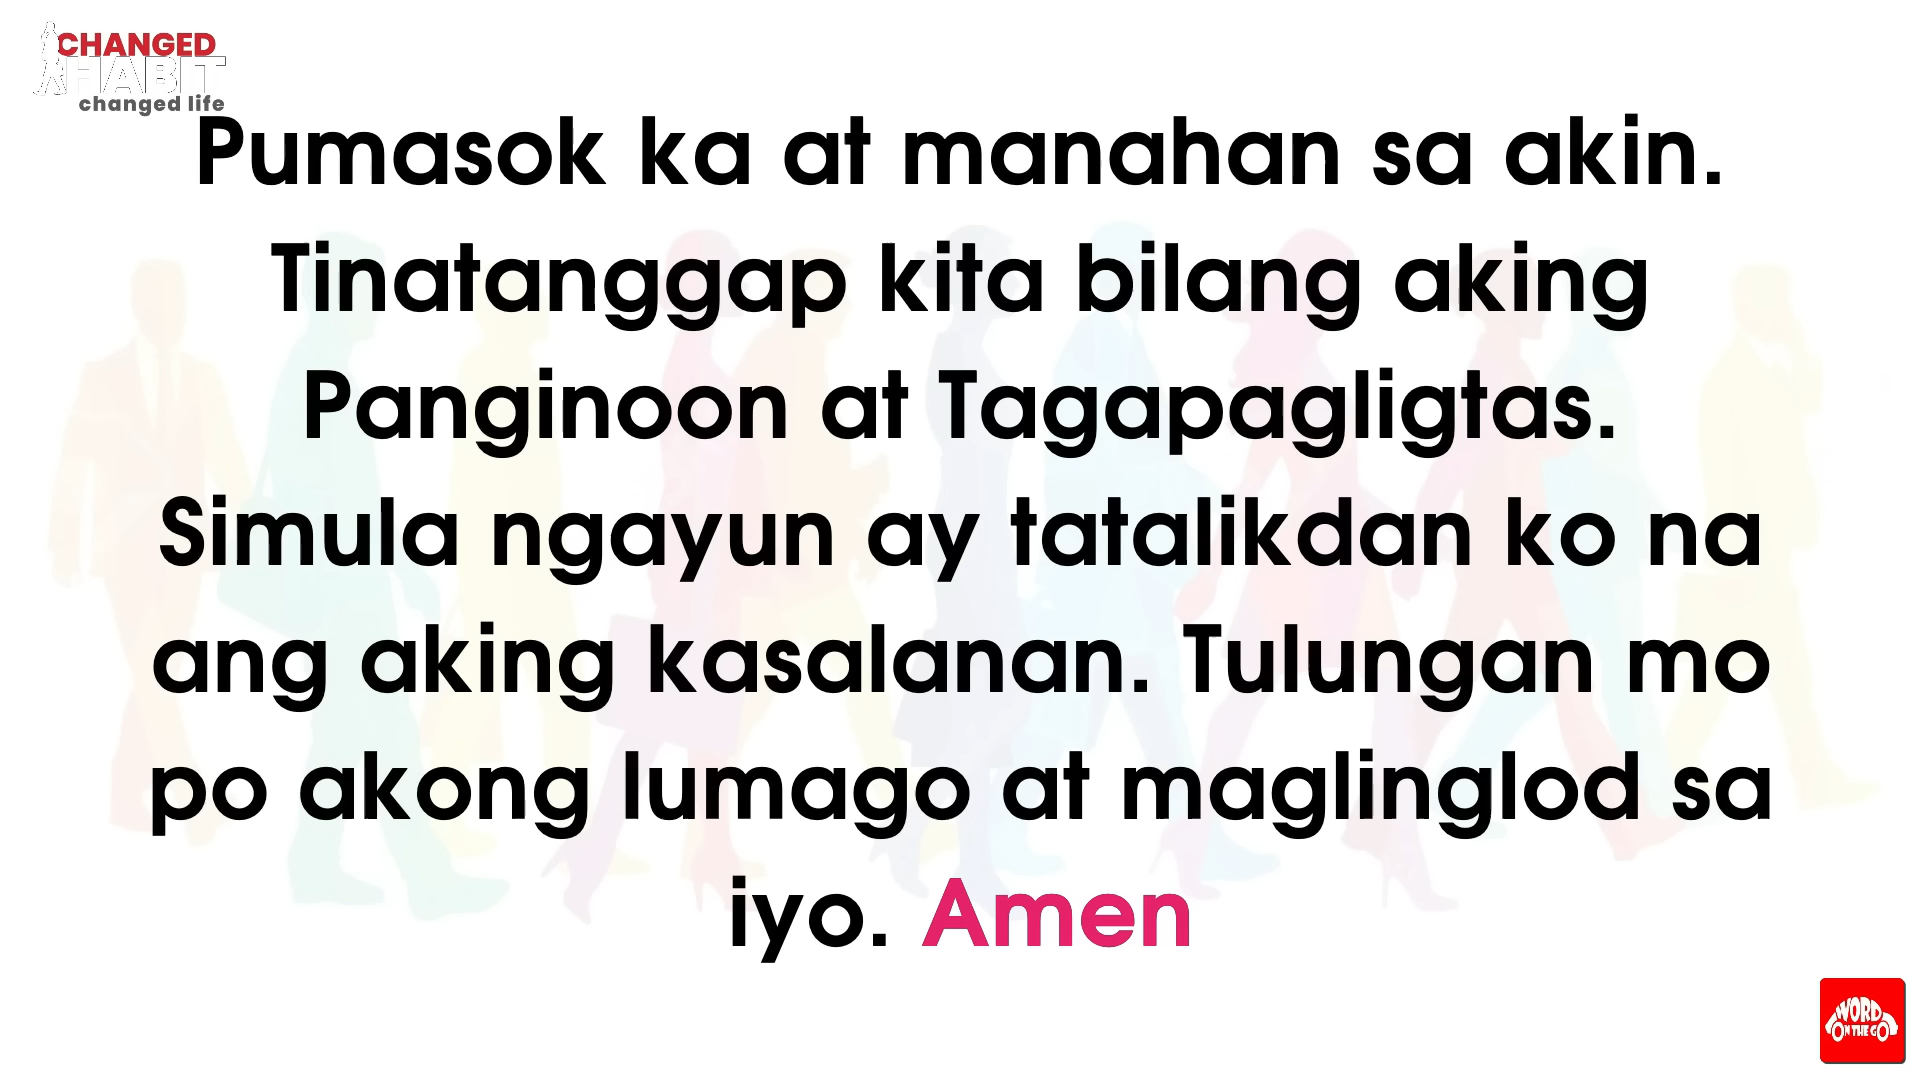 CHANGED
HABIT
changed life
Pumasok ka at manahan sa akin.
Tinatanggap kita bilang aking
Panginoon at Tagapagligtas.
Simula ngayun ay tatalikdan ko na
ang aking kasalanan. Tulungan mo
po akong lumago at maglinglod sa
iyo. Amen
WORD
ON THE GO